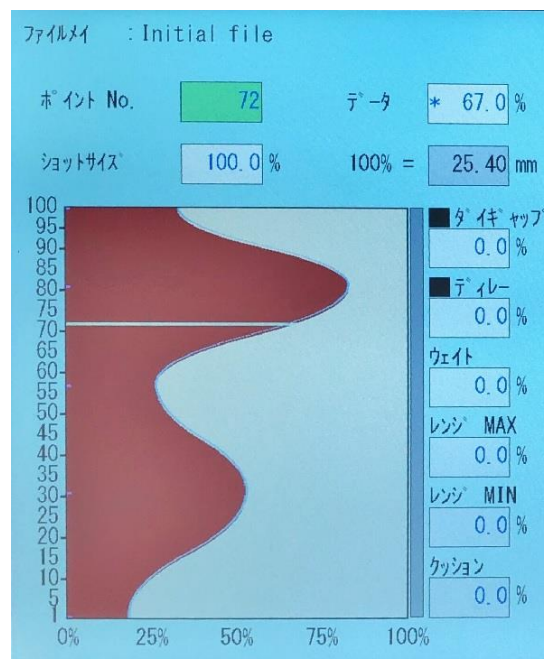 ﾌｧｲﾙﾒｲ :Initial file
ﾎﾟｲﾝﾄ No. 72 ﾃﾞｰﾀ * 67.0 %
ｼｮｯﾄｻｲｽﾞ 100.0 % 100% = 25.40 mm
100
95
90
85
80
75
70
65
60
55
50
45
40
35
30
25
20
15
10
5
1
0% 25% 50% 75% 100%
ﾀﾞｲｷﾞｬｯﾌﾟ
0.0 %
ﾃﾞｨﾚｰ
0.0 %
ｳｪｲﾄ
0.0 %
ﾚﾝｼﾞ MAX
0.0 %
ﾚﾝｼﾞ MIN
0.0 %
ｸｯｼｮﾝ
0.0 %